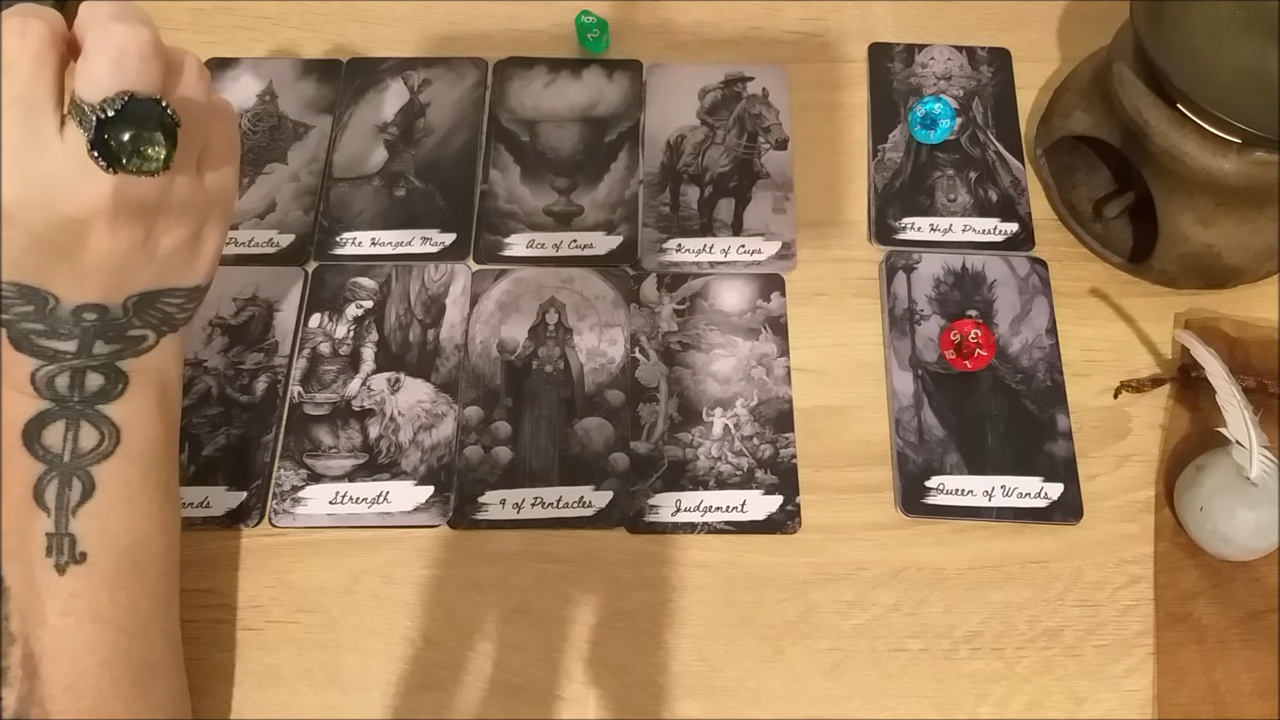 Pentacles
The Hanged Man
Ace of Cups
Knight of Cups
The High Priestess
Strength
9 of Pentacles
Judgement
Queen of Wands